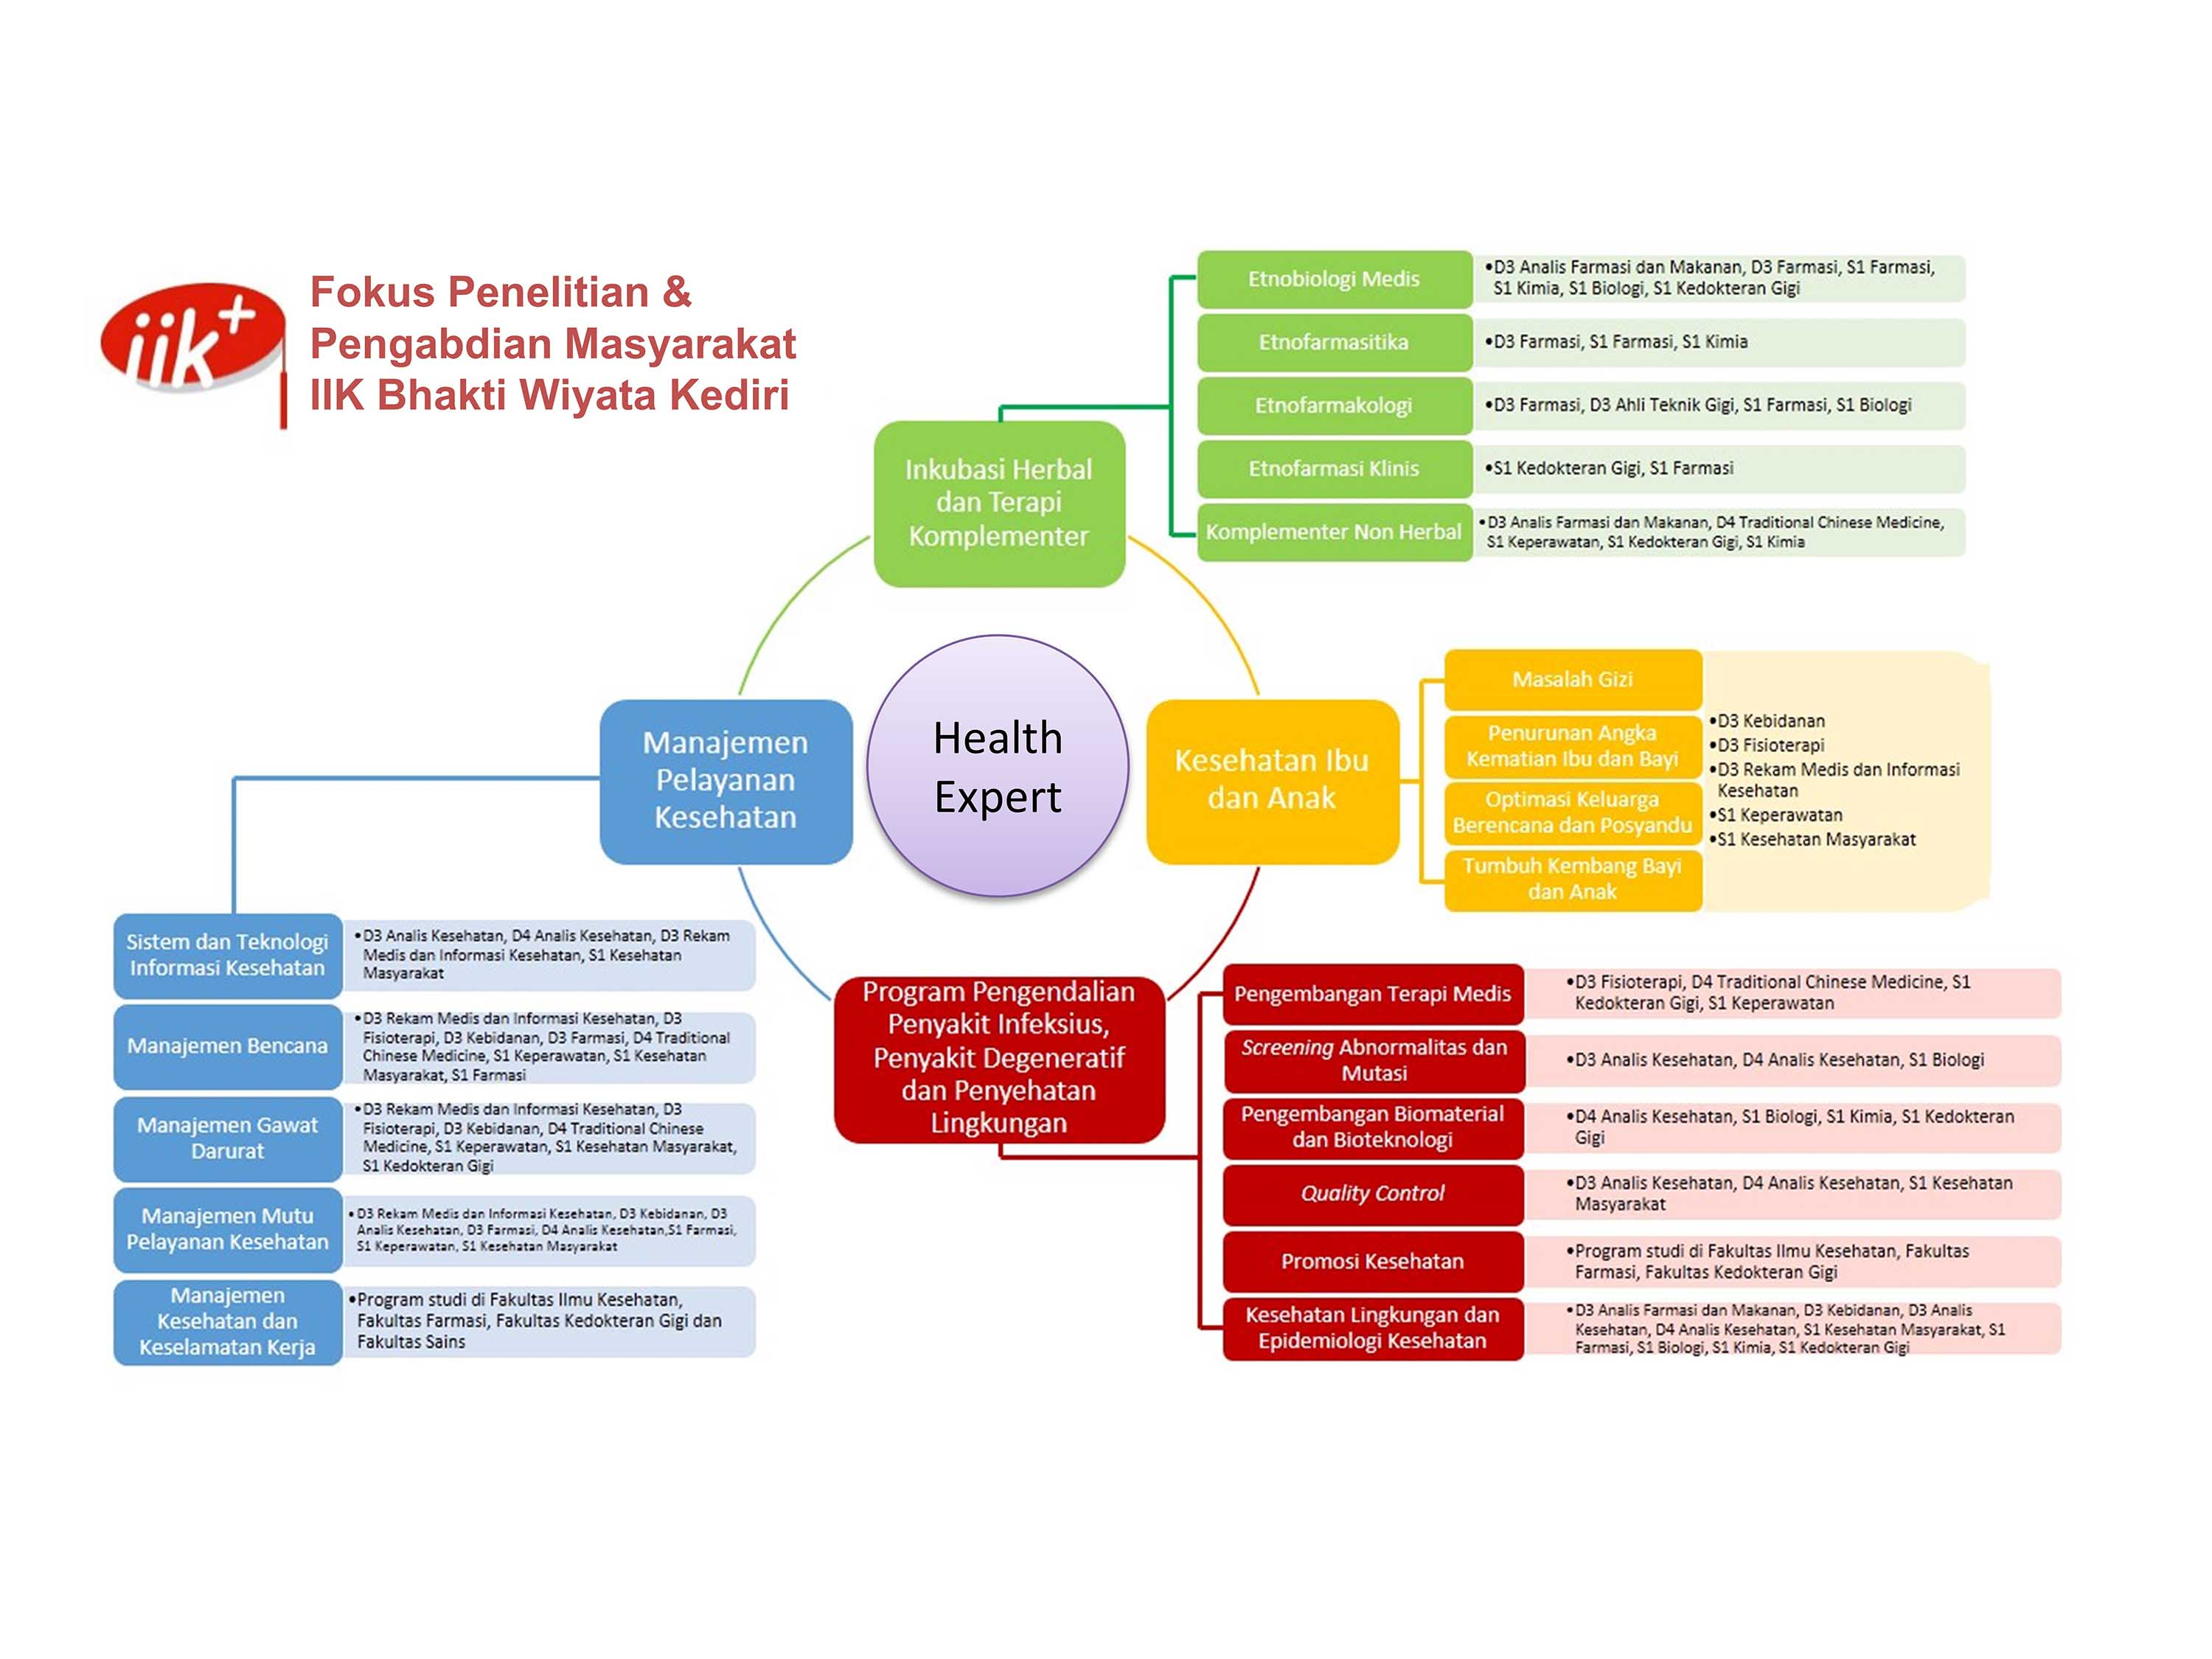 iik+
Fokus Penelitian &
Pengabdian Masyarakat
IIK Bhakti Wiyata Kediri
Inkubasi Herbal
dan Terapi
Komplementer
Etnobiologi Medis
•D3 Analis Farmasi dan Makanan, D3 Farmasi, S1 Farmasi,
S1 Kimia, S1 Biologi, S1 Kedokteran Gigi
Etnofarmasitika
•D3 Farmasi, S1 Farmasi, S1 Kimia
Etnofarmakologi
•D3 Farmasi, D3 Ahli Teknik Gigi, S1 Farmasi, S1 Biologi
Etnofarmasi Klinis
•S1 Kedokteran Gigi, S1 Farmasi
Komplementer Non Herbal
•D3 Analis Farmasi dan Makanan, D4 Traditional Chinese Medicine,
S1 Keperawatan, S1 Kedokteran Gigi, S1 Kimia
Health
Expert
Kesehatan Ibu
dan Anak
Masalah Gizi
Penurunan Angka
Kematian Ibu dan Bayi
Optimasi Keluarga
Berencana dan Posyandu
Tumbuh Kembang Bayi
dan Anak
•D3 Kebidanan
•D3 Fisioterapi
•D3 Rekam Medis dan Informasi
Kesehatan
•S1 Keperawatan
•S1 Kesehatan Masyarakat
Manajemen
Pelayanan
Kesehatan
Sistem dan Teknologi
Informasi Kesehatan
•D3 Analis Kesehatan, D4 Analis Kesehatan, D3 Rekam
Medis dan Informasi Kesehatan, S1 Kesehatan
Masyarakat
Manajemen Bencana
•D3 Rekam Medis dan Informasi Kesehatan, D3
Fisioterapi, D3 Kebidanan, D3 Farmasi, D4 Traditional
Chinese Medicine, S1 Keperawatan, S1 Kesehatan
Masyarakat, S1 Farmasi
Manajemen Gawat
Darurat
•D3 Rekam Medis dan Informasi Kesehatan, D3
Fisioterapi, D3 Kebidanan, D4 Traditional Chinese
Medicine, S1 Keperawatan, S1 Kesehatan Masyarakat,
S1 Kedokteran Gigi
Manajemen Mutu
Pelayanan Kesehatan
•D3 Rekam Medis dan Informasi Kesehatan, D3 Kebidanan, D3
Analis Kesehatan, D3 Farmasi, D4 Analis Kesehatan,S1 Farmasi,
S1 Keperawatan, S1 Kesehatan Masyarakat
Manajemen
Kesehatan dan
Keselamatan Kerja
•Program studi di Fakultas Ilmu Kesehatan,
Fakultas Farmasi, Fakultas Kedokteran Gigi dan
Fakultas Sains
Program Pengendalian
Penyakit Infeksius,
Penyakit Degeneratif
dan Penyehatan
Lingkungan
Pengembangan Terapi Medis
•D3 Fisioterapi, D4 Traditional Chinese Medicine, S1
Kedokteran Gigi, S1 Keperawatan
Screening Abnormalitas dan
Mutasi
•D3 Analis Kesehatan, D4 Analis Kesehatan, S1 Biologi
Pengembangan Biomaterial
dan Bioteknologi
•D4 Analis Kesehatan, S1 Biologi, S1 Kimia, S1 Kedokteran
Gigi
Quality Control
•D3 Analis Kesehatan, D4 Analis Kesehatan, S1 Kesehatan
Masyarakat
Promosi Kesehatan
•Program studi di Fakultas Ilmu Kesehatan, Fakultas
Farmasi, Fakultas Kedokteran Gigi
Kesehatan Lingkungan dan
Epidemiologi Kesehatan
•D3 Analis Farmasi dan Makanan, D3 Kebidanan, D3 Analis
Kesehatan, D4 Analis Kesehatan, S1 Kesehatan Masyarakat, S1
Farmasi, S1 Biologi, S1 Kimia, S1 Kedokteran Gigi